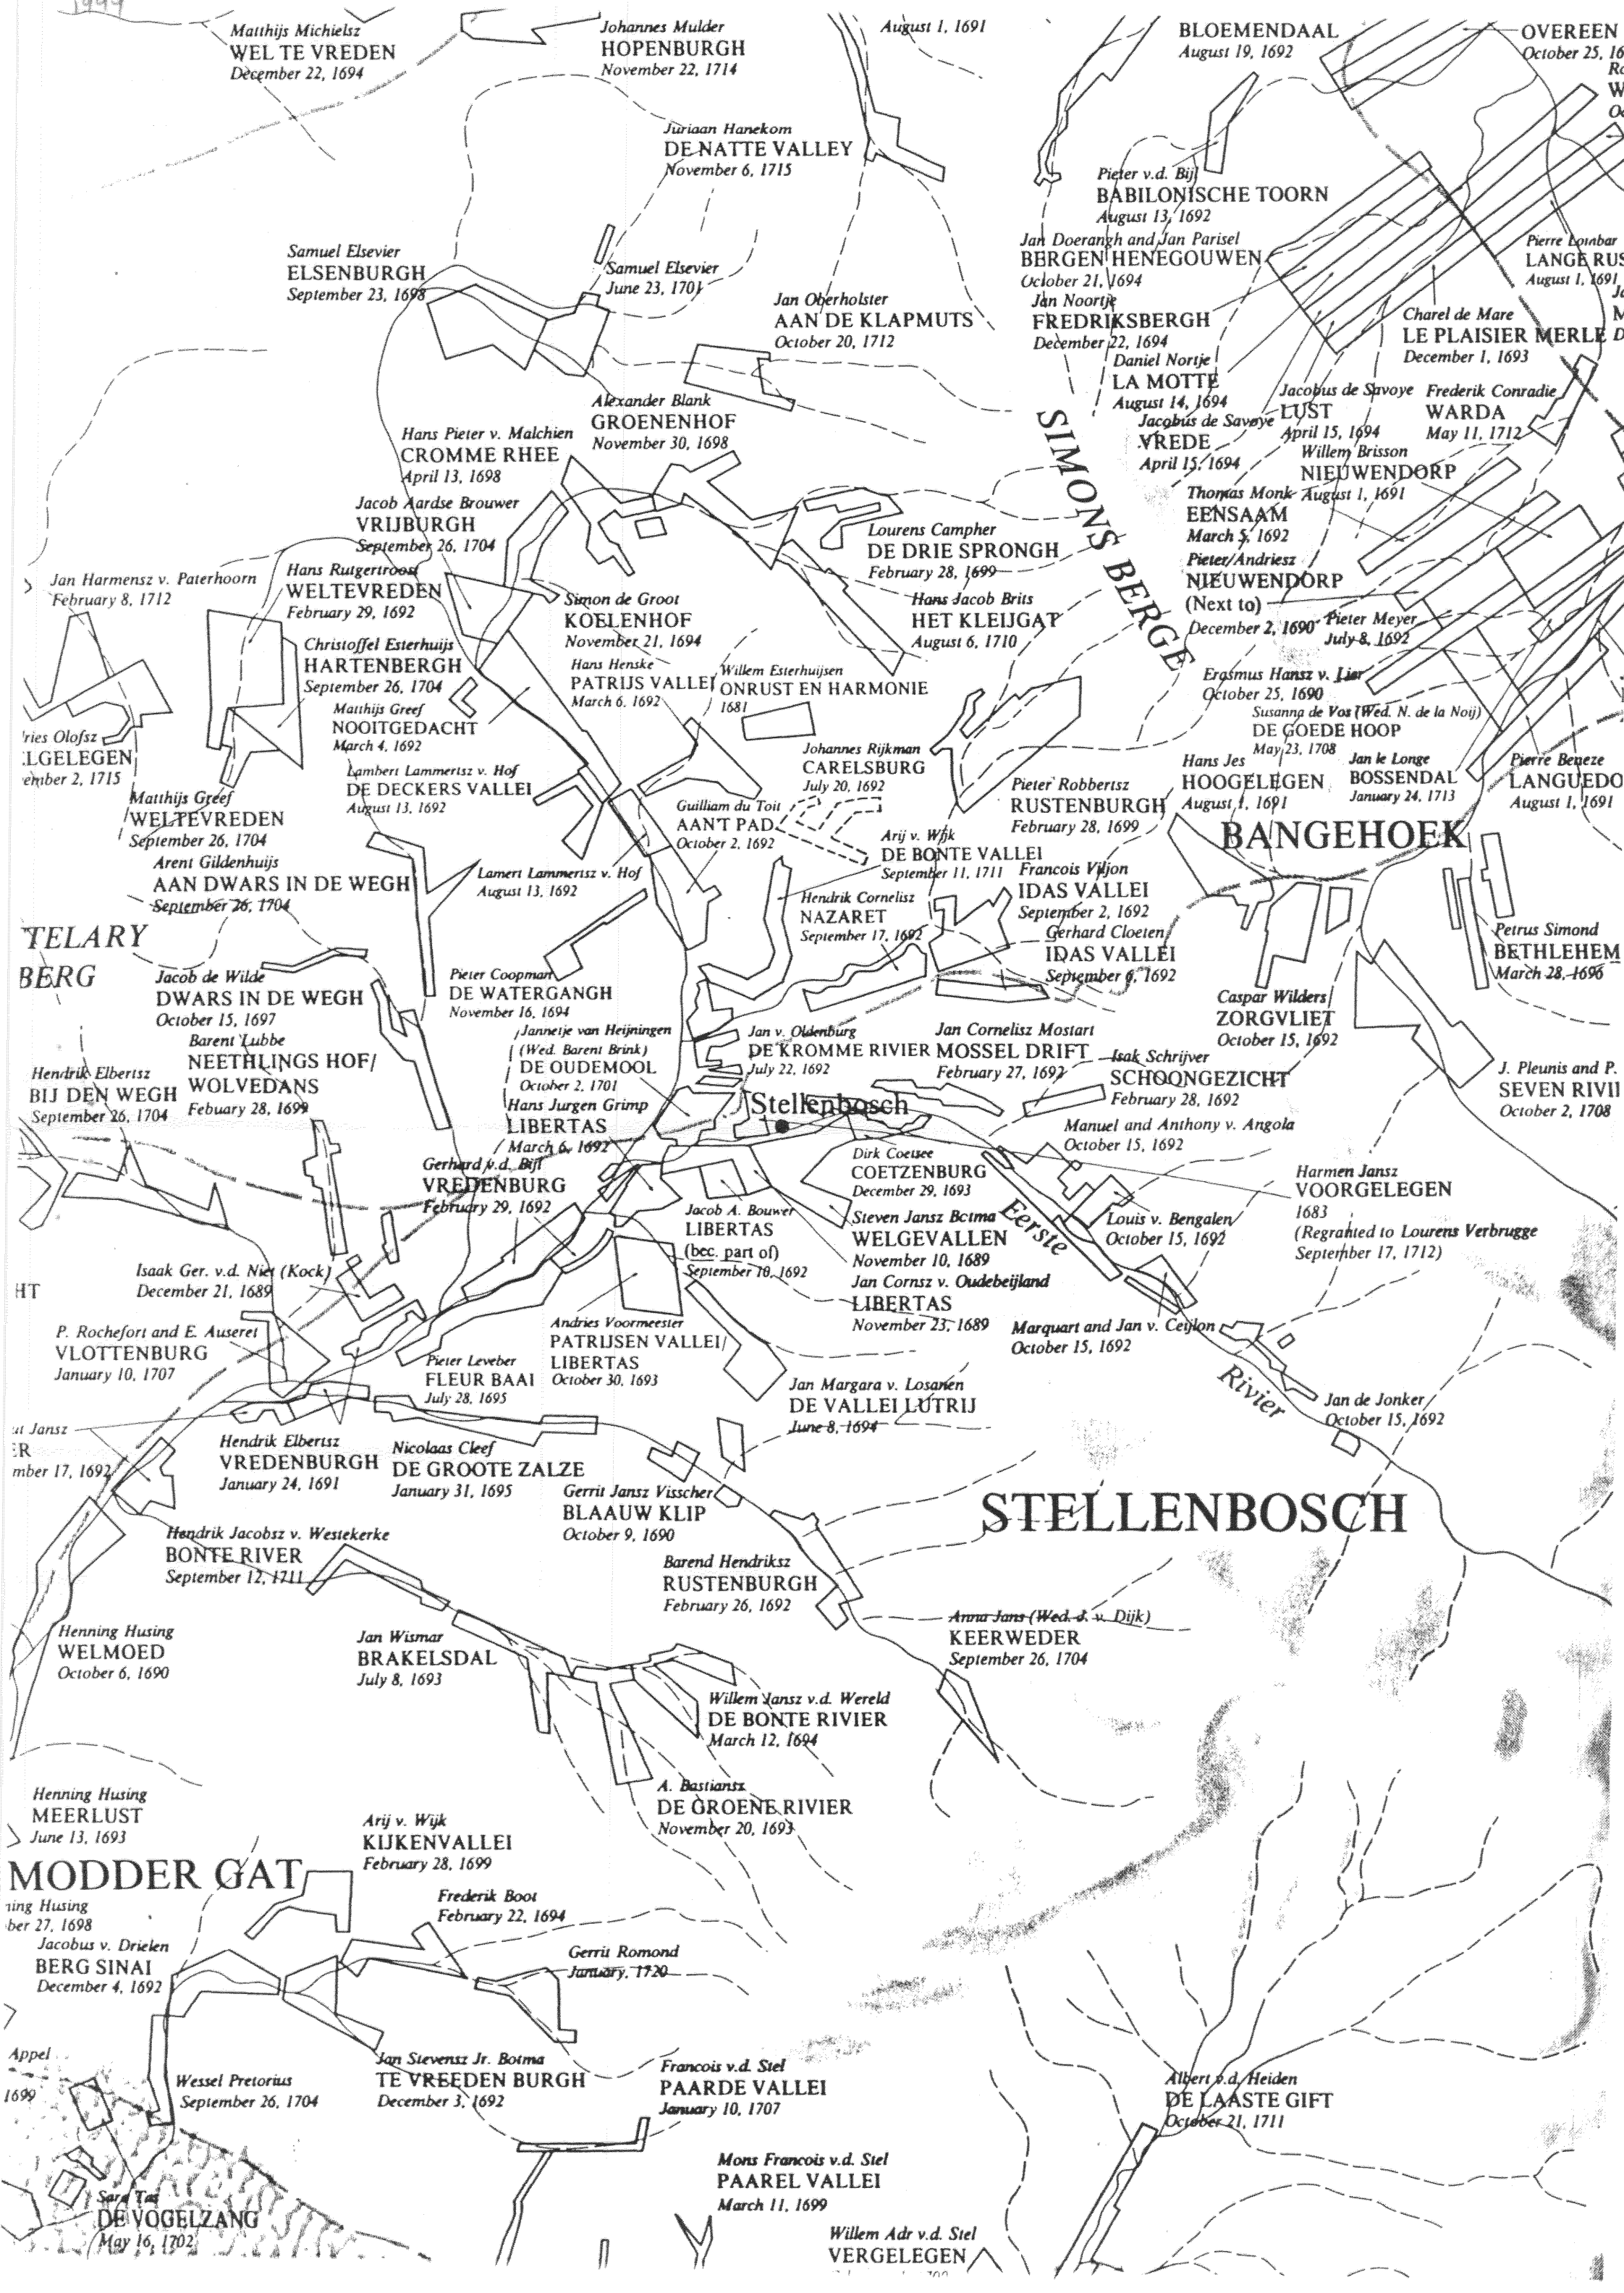 1999
Matthijs Michielsz
WEL TE VREDEN
December 22, 1694
Johannes Mulder
HOPENBURGH
November 22, 1714
August 1, 1691
BLOEMENDAAL
August 19, 1692
OVEREEN
October 25, 16
Juriaan Hanekom
DE NATTE VALLEY
November 6, 1715
Pieter v.d. Bijl
BABILONISCHE TOORN
August 13, 1692
Samuel Elsevier
ELSENBURGH
September 23, 1698
Samuel Elsevier
June 23, 1701
Jan Doerangh and Jan Parisel
BERGEN HENEGOUWEN
October 21, 1694
Pierre Lombar
LANGE RUS
August 1, 1691
Jan Oberholster
AAN DE KLAPMUTS
October 20, 1712
Jan Noortje
FREDRIKSBERGH
December 22, 1694
Charel de Mare
LE PLAISIER MERLE
December 1, 1693
Daniel Nortje
LA MOTTE
August 14, 1694
Alexander Blank
GROENENHOF
November 30, 1698
Jacobus de Savoye
LUST
April 15, 1694
Frederik Conradie
WARDA
May 11, 1712
Jacobus de Savoye
VREDE
April 15, 1694
Hans Pieter v. Malchien
CROMME RHEE
April 13, 1698
SIMONS BERGE
Willem Brisson
NIEUWENDORP
August 1, 1691
Thomas Monk
EENSAAM
March 5, 1692
Jacob Aardse Brouwer
VRIJBURGH
September 26, 1704
Lourens Campher
DE DRIE SPRONGH
February 28, 1699
Pieter/Andriesz
NIEUWENDORP
(Next to)
December 2, 1690
Pieter Meyer
July 8, 1692
Jan Harmensz v. Paterhoorn
February 8, 1712
Hans Rutgertroost
WELTEVREDEN
February 29, 1692
Simon de Groot
KOELENHOF
November 21, 1694
Hans Jacob Brits
HET KLEIJGAT
August 6, 1710
Christoffel Esterhuijs
HARTENBERGH
September 26, 1704
Hans Henske
PATRIJS VALLEI
March 6, 1692
Willem Esterhuijsen
ONRUST EN HARMONIE
1681
Erasmus Hansz v. Lier
October 25, 1690
Matthijs Greef
NOOITGEDACHT
March 4, 1692
Susanna de Vos (Wed. N. de la Noij)
DE GOEDE HOOP
May 23, 1708
ries Olofsz
LGELEGEN
ember 2, 1715
Johannes Rijkman
CARELSBURG
July 20, 1692
Hans Jes
HOOGELEGEN
August 1, 1691
Jan le Longe
BOSSENDAL
January 24, 1713
Pierre Beneze
LANGUEDO
August 1, 1691
Lambert Lammertsz v. Hof
DE DECKERS VALLEI
August 13, 1692
Pieter Robbertsz
RUSTENBURGH
February 28, 1699
Matthijs Greef
WELTEVREDEN
September 26, 1704
Guilliam du Toit
AAN'T PAD
October 2, 1692
BANGEHOEK
Arij v. Wijk
DE BONTE VALLEI
September 11, 1711
Arent Gildenhuijs
AAN DWARS IN DE WEGH
September 26, 1704
Lamert Lammertsz v. Hof
August 13, 1692
Francois Viljon
IDAS VALLEI
September 2, 1692
Hendrik Cornelisz
NAZARET
September 17, 1692
TELARY
BERG
Gerhard Cloeten
IDAS VALLEI
September 6, 1692
Petrus Simond
BETHLEHEM
March 28, 1696
Jacob de Wilde
DWARS IN DE WEGH
October 15, 1697
Pieter Coopman
DE WATERGANGH
November 16, 1694
Caspar Wilders
ZORGVLIET
October 15, 1692
Jannetje van Heijningen
(Wed. Barent Brink)
DE OUDEMOOL
October 2, 1701
Jan v. Oldenburg
DE KROMME RIVIER
July 22, 1692
Jan Cornelisz Mostart
MOSSEL DRIFT
February 27, 1692
Isak Schrijver
SCHOONGEZICHT
February 28, 1692
Barent Lubbe
NEETHLINGS HOF/
WOLVEDANS
Febuary 28, 1699
Hendrik Elbertsz
BIJ DEN WEGH
September 26, 1704
J. Pleunis and P.
SEVEN RIVII
October 2, 1708
Hans Jurgen Grimp
LIBERTAS
March 6, 1692
Stellenbosch
Manuel and Anthony v. Angola
October 15, 1692
Gerhard v.d. Bijl
VREDENBURG
February 29, 1692
Dirk Coetsee
COETZENBURG
December 29, 1693
Harmen Jansz
VOORGELEGEN
1683
(Regranted to Lourens Verbrugge
September 17, 1712)
Jacob A. Bouwer
LIBERTAS
(bec. part of)
September 10, 1692
Steven Jansz Botma
WELGEVALLEN
November 10, 1689
Eerste
Louis v. Bengalen
October 15, 1692
Isaak Ger. v.d. Niet (Kock)
December 21, 1689
HT
Jan Cornsz v. Oudebeijland
LIBERTAS
November 23, 1689
P. Rochefort and E. Auseret
VLOTTENBURG
January 10, 1707
Andries Voormeester
PATRIJSEN VALLEI/
LIBERTAS
October 30, 1693
Marquart and Jan v. Ceijlon
October 15, 1692
Pieter Leveber
FLEUR BAAI
July 28, 1695
Rivier
Jan Margara v. Losanen
DE VALLEI LUTRIJ
June 8, 1694
Jan de Jonker
October 15, 1692
Jansz
ER
mber 17, 1692
Hendrik Elbertsz
VREDENBURGH
January 24, 1691
Nicolaas Cleef
DE GROOTE ZALZE
January 31, 1695
Gerrit Jansz Visscher
BLAAUW KLIP
October 9, 1690
STELLENBOSCH
Hendrik Jacobsz v. Westekerke
BONTE RIVER
September 12, 1711
Barend Hendriksz
RUSTENBURGH
February 26, 1692
Anna Jans (Wed. J. v. Dijk)
KEERWEDER
September 26, 1704
Henning Husing
WELMOED
October 6, 1690
Jan Wismar
BRAKELSDAL
July 8, 1693
Willem Jansz v.d. Wereld
DE BONTE RIVIER
March 12, 1694
A. Bastiansz
DE GROENE RIVIER
November 20, 1693
Henning Husing
MEERLUST
June 13, 1693
Arij v. Wijk
KIJKENVALLEI
February 28, 1699
MODDER GAT
ning Husing
ber 27, 1698
Frederik Boot
February 22, 1694
Jacobus v. Drielen
BERG SINAI
December 4, 1692
Gerrit Romond
January, 1720
Appel
1699
Wessel Pretorius
September 26, 1704
Jan Stevensz Jr. Botma
TE VREEDEN BURGH
December 3, 1692
Francois v.d. Stel
PAARDE VALLEI
January 10, 1707
Albert v.d. Heiden
DE LAASTE GIFT
October 21, 1711
Mons Francois v.d. Stel
PAAREL VALLEI
March 11, 1699
Sara Tas
DE VOGELZANG
May 16, 1702
Willem Adr v.d. Stel
VERGELEGEN